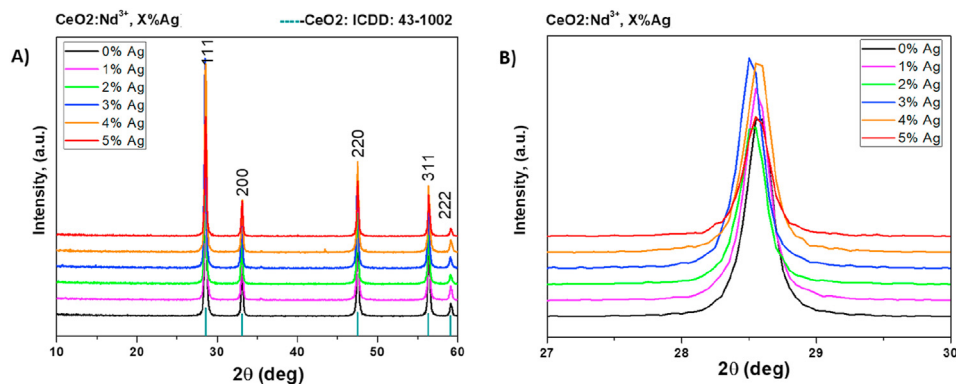 CeO2:Nd³⁺, X%Ag
-----CeO2: ICDD: 43-1002
A)
0% Ag
1% Ag
2% Ag
3% Ag
4% Ag
5% Ag
111
200
220
311
222
Intensity, (a.u.)
10 20 30 40 50 60
2θ (deg)
CeO2:Nd³⁺, X%Ag
B)
0% Ag
1% Ag
2% Ag
3% Ag
4% Ag
5% Ag
Intensity, (a.u.)
27 28 29 30
2θ (deg)